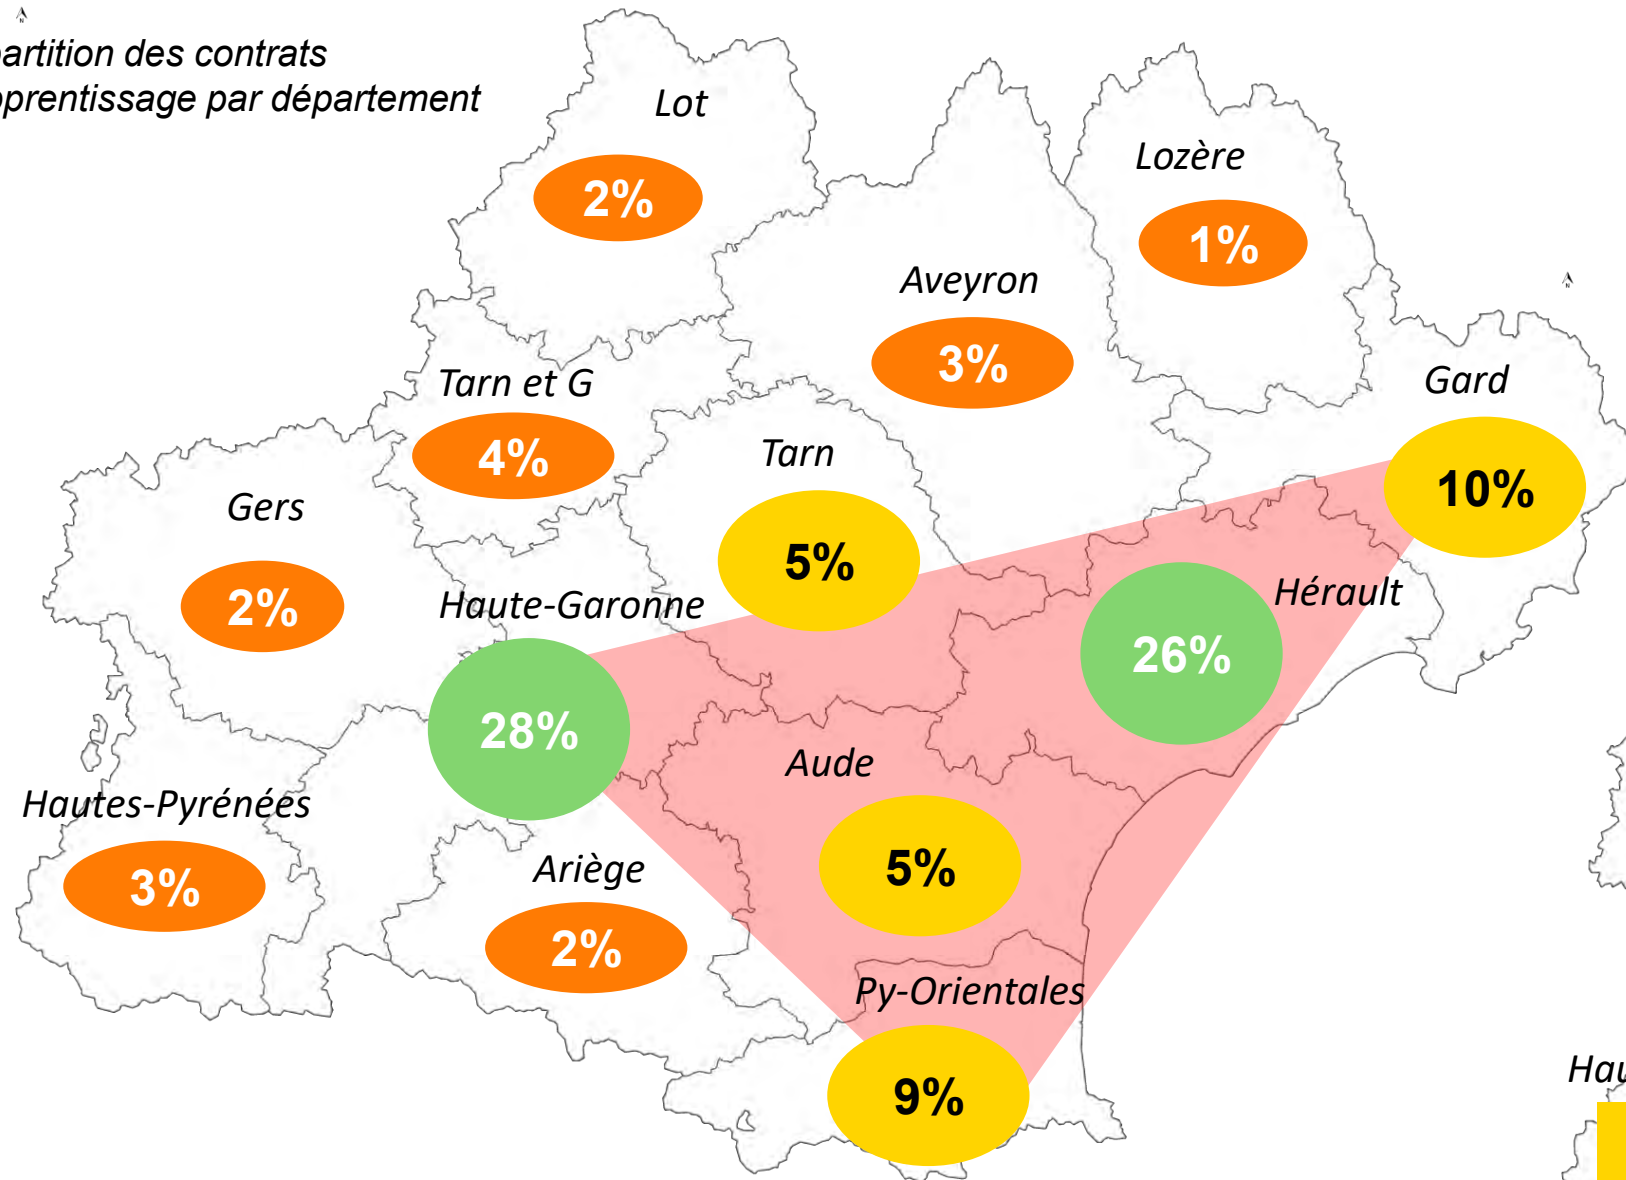 partition des contrats
pprentissage par département
Lot
2%
Lozère
1%
Aveyron
3%
Tarn et G
4%
Gard
10%
Tarn
5%
Gers
2%
Haute-Garonne
28%
Hérault
26%
Aude
5%
Hautes-Pyrénées
3%
Ariège
2%
Py-Orientales
9%
Hau